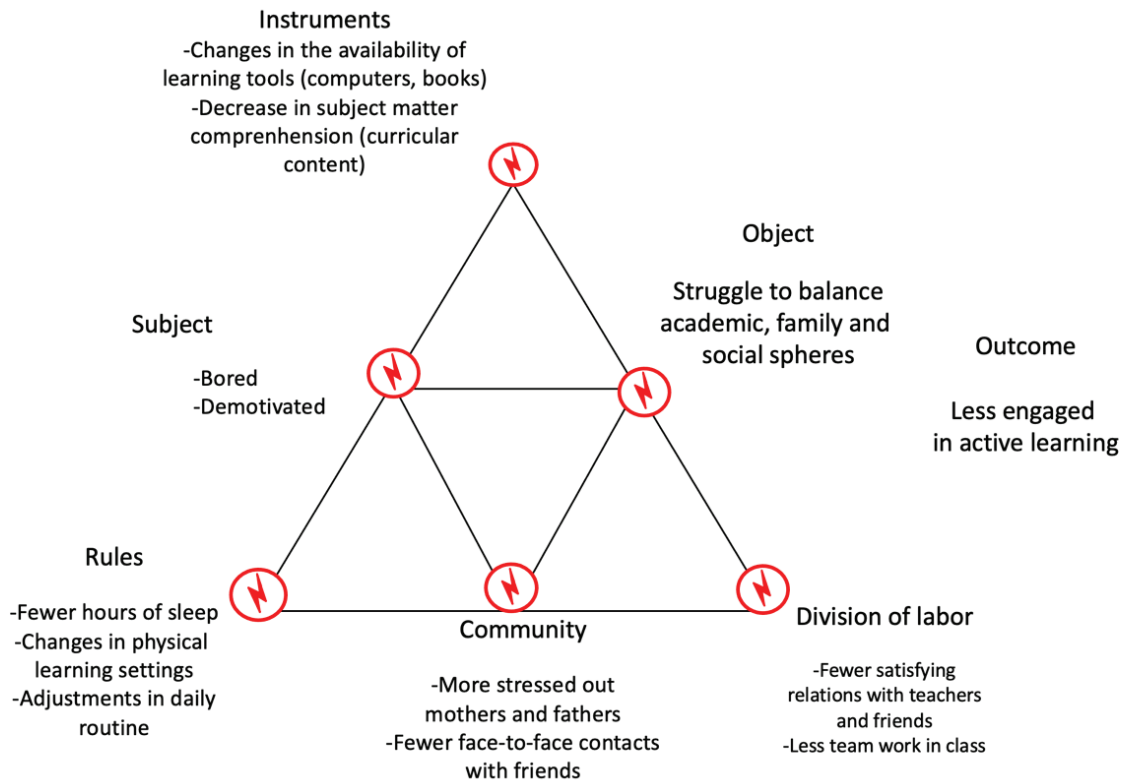 Instruments
-Changes in the availability of
learning tools (computers, books)
-Decrease in subject matter
comprenhension (curricular
content)
Object
Struggle to balance
academic, family and
social spheres
Subject
-Bored
-Demotivated
Outcome
Less engaged
in active learning
Rules
-Fewer hours of sleep
-Changes in physical
learning settings
-Adjustments in daily
routine
Community
-More stressed out
mothers and fathers
-Fewer face-to-face contacts
with friends
Division of labor
-Fewer satisfying
relations with teachers
and friends
-Less team work in class